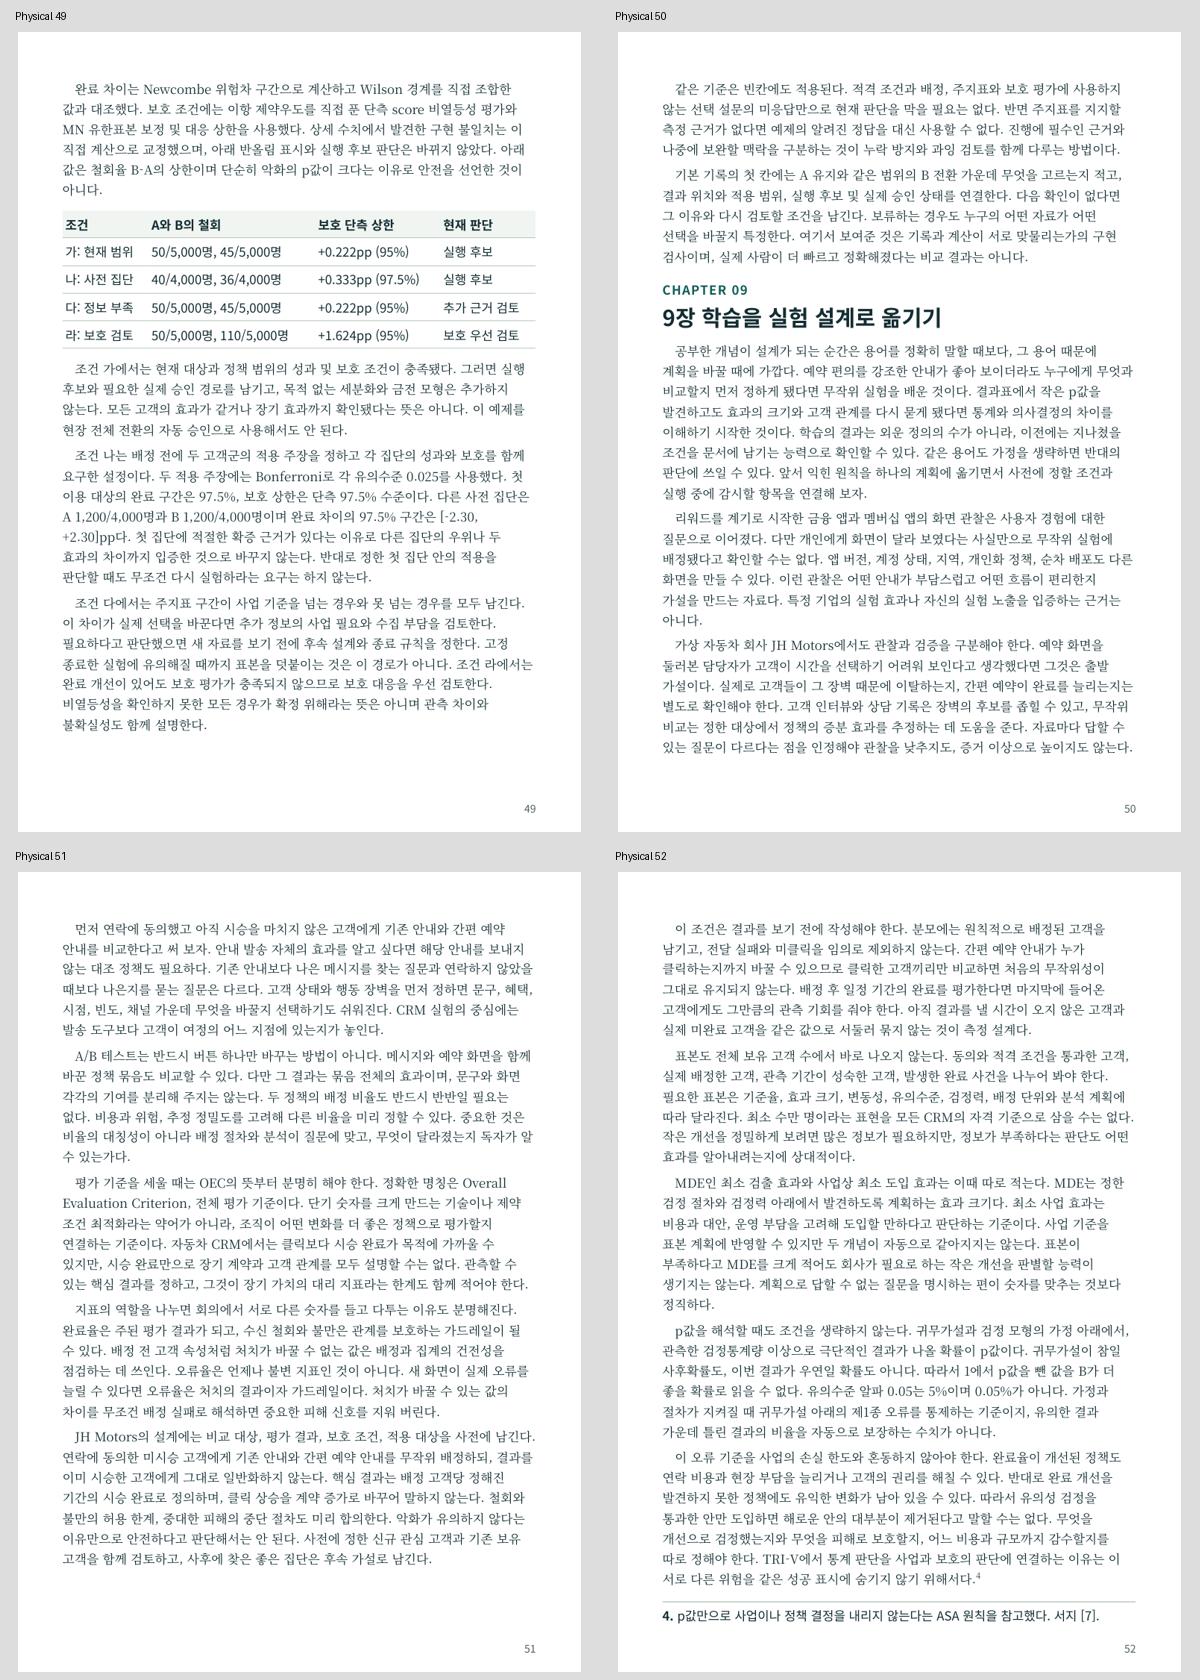 Physical 49
완료 차이는 Newcombe 위험차 구간으로 계산하고 Wilson 경계를 직접 조합한
값과 대조했다. 보호 조건에는 이항 제약우도를 직접 푼 단측 score 비열등성 평가와
MN 유한표본 보정 및 대응 상한을 사용했다. 상세 수치에서 발견한 구현 불일치는 이
직접 계산으로 교정했으며, 아래 반올림 표시와 실행 후보 판단은 바뀌지 않았다. 아래
값은 철회율 B-A의 상한이며 단순히 악화의 p값이 크다는 이유로 안전을 선언한 것이
아니다.
조건 A와 B의 철회 보호 단측 상한 현재 판단
가: 현재 범위 50/5,000명, 45/5,000명 +0.222pp (95%) 실행 후보
나: 사전 집단 40/4,000명, 36/4,000명 +0.333pp (97.5%) 실행 후보
다: 정보 부족 50/5,000명, 45/5,000명 +0.222pp (95%) 추가 근거 검토
라: 보호 검토 50/5,000명, 110/5,000명 +1.624pp (95%) 보호 우선 검토
조건 가에서는 현재 대상과 정책 범위의 성과 및 보호 조건이 충족됐다. 그러면 실행
후보와 필요한 실제 승인 경로를 남기고, 목적 없는 세분화와 금전 모형은 추가하지
않는다. 모든 고객의 효과가 같거나 장기 효과까지 확인됐다는 뜻은 아니다. 이 예제를
현장 전체 전환의 자동 승인으로 사용해서도 안 된다.
조건 나는 배정 전에 두 고객군의 적용 주장을 정하고 각 집단의 성과와 보호를 함께
요구한 설정이다. 두 적용 주장에는 Bonferroni로 각 유의수준 0.025를 사용했다. 첫
이용 대상의 완료 구간은 97.5%, 보호 상한은 단측 97.5% 수준이다. 다른 사전 집단은
A 1,200/4,000명과 B 1,200/4,000명이며 완료 차이의 97.5% 구간은 [-2.30,
+2.30]pp다. 첫 집단에 적절한 확증 근거가 있다는 이유로 다른 집단의 우위나 두
효과의 차이까지 입증한 것으로 바꾸지 않는다. 반대로 정한 첫 집단 안의 적용을
판단할 때도 무조건 다시 실험하라는 요구는 하지 않는다.
조건 다에서는 주지표 구간이 사업 기준을 넘는 경우와 못 넘는 경우를 모두 남긴다.
이 차이가 실제 선택을 바꾼다면 추가 정보의 사업 필요와 수집 부담을 검토한다.
필요하다고 판단했으면 새 자료를 보기 전에 후속 설계와 종료 규칙을 정한다. 고정
종료한 실험에 유의해질 때까지 표본을 덧붙이는 것은 이 경로가 아니다. 조건 라에서는
완료 개선이 있어도 보호 평가가 충족되지 않으므로 보호 대응을 우선 검토한다.
비열등성을 확인하지 못한 모든 경우가 확정 위해라는 뜻은 아니며 관측 차이와
불확실성도 함께 설명한다.
49
Physical 50
같은 기준은 빈칸에도 적용된다. 적격 조건과 배정, 주지표와 보호 평가에 사용하지
않는 선택 설문의 미응답만으로 현재 판단을 막을 필요는 없다. 반면 주지표를 지지할
측정 근거가 없다면 예제의 알려진 정답을 대신 사용할 수 없다. 진행에 필수인 근거와
나중에 보완할 맥락을 구분하는 것이 누락 방지와 과잉 검토를 함께 다루는 방법이다.
기본 기록의 첫 칸에는 A 유지와 같은 범위의 B 전환 가운데 무엇을 고르는지 적고,
결과 위치와 적용 범위, 실행 후보 및 실제 승인 상태를 연결한다. 다음 확인이 없다면
그 이유와 다시 검토할 조건을 남긴다. 보류하는 경우도 누구의 어떤 자료가 어떤
선택을 바꿀지 특정한다. 여기서 보여준 것은 기록과 계산이 서로 맞물리는가의 구현
검사이며, 실제 사람이 더 빠르고 정확해졌다는 비교 결과는 아니다.
CHAPTER 09
9장 학습을 실험 설계로 옮기기
공부한 개념이 설계가 되는 순간은 용어를 정확히 말할 때보다, 그 용어 때문에
계획을 바꿀 때에 가깝다. 예약 편의를 강조한 안내가 좋아 보이더라도 누구에게 무엇과
비교할지 먼저 정하게 됐다면 무작위 실험을 배운 것이다. 결과표에서 작은 p값을
발견하고도 효과의 크기와 고객 관계를 다시 묻게 됐다면 통계와 의사결정의 차이를
이해하기 시작한 것이다. 학습의 결과는 외운 정의의 수가 아니라, 이전에는 지나쳤을
조건을 문서에 남기는 능력으로 확인할 수 있다. 같은 용어도 가정을 생략하면 반대의
판단에 쓰일 수 있다. 앞서 익힌 원칙을 하나의 계획에 옮기면서 사전에 정할 조건과
실행 중에 감시할 항목을 연결해 보자.
리워드를 계기로 시작한 금융 앱과 멤버십 앱의 화면 관찰은 사용자 경험에 대한
질문으로 이어졌다. 다만 개인에게 화면이 달라 보였다는 사실만으로 무작위 실험에
배정됐다고 확인할 수는 없다. 앱 버전, 계정 상태, 지역, 개인화 정책, 순차 배포도 다른
화면을 만들 수 있다. 이런 관찰은 어떤 안내가 부담스럽고 어떤 흐름이 편리한지
가설을 만드는 자료다. 특정 기업의 실험 효과나 자신의 실험 노출을 입증하는 근거는
아니다.
가상 자동차 회사 JH Motors에서도 관찰과 검증을 구분해야 한다. 예약 화면을
둘러본 담당자가 고객이 시간을 선택하기 어려워 보인다고 생각했다면 그것은 출발
가설이다. 실제로 고객들이 그 장벽 때문에 이탈하는지, 간편 예약이 완료를 늘리는지는
별도로 확인해야 한다. 고객 인터뷰와 상담 기록은 장벽의 후보를 좁힐 수 있고, 무작위
비교는 정한 대상에서 정책의 증분 효과를 추정하는 데 도움을 준다. 자료마다 답할 수
있는 질문이 다르다는 점을 인정해야 관찰을 낮추지도, 증거 이상으로 높이지도 않는다.
50
Physical 51
먼저 연락에 동의했고 아직 시승을 마치지 않은 고객에게 기존 안내와 간편 예약
안내를 비교한다고 써 보자. 안내 발송 자체의 효과를 알고 싶다면 해당 안내를 보내지
않는 대조 정책도 필요하다. 기존 안내보다 나은 메시지를 찾는 질문과 연락하지 않았을
때보다 나은지를 묻는 질문은 다르다. 고객 상태와 행동 장벽을 먼저 정하면 문구, 혜택,
시점, 빈도, 채널 가운데 무엇을 바꿀지 선택하기도 쉬워진다. CRM 실험의 중심에는
발송 도구보다 고객이 여정의 어느 지점에 있는지가 놓인다.
A/B 테스트는 반드시 버튼 하나만 바꾸는 방법이 아니다. 메시지와 예약 화면을 함께
바꾼 정책 묶음도 비교할 수 있다. 다만 그 결과는 묶음 전체의 효과이며, 문구와 화면
각각의 기여를 분리해 주지는 않는다. 두 정책의 배정 비율도 반드시 반반일 필요는
없다. 비용과 위험, 추정 정밀도를 고려해 다른 비율을 미리 정할 수 있다. 중요한 것은
비율의 대칭성이 아니라 배정 절차와 분석이 질문에 맞고, 무엇이 달라졌는지 독자가 알
수 있는가다.
평가 기준을 세울 때는 OEC의 뜻부터 분명히 해야 한다. 정확한 명칭은 Overall
Evaluation Criterion, 전체 평가 기준이다. 단기 숫자를 크게 만드는 기술이나 제약
조건 최적화라는 약어가 아니라, 조직이 어떤 변화를 더 좋은 정책으로 평가할지
연결하는 기준이다. 자동차 CRM에서는 클릭보다 시승 완료가 목적에 가까울 수
있지만, 시승 완료만으로 장기 계약과 고객 관계를 모두 설명할 수는 없다. 관측할 수
있는 핵심 결과를 정하고, 그것이 장기 가치의 대리 지표라는 한계도 함께 적어야 한다.
지표의 역할을 나누면 회의에서 서로 다른 숫자를 들고 다투는 이유도 분명해진다.
완료율은 주된 평가 결과가 되고, 수신 철회와 불만은 관계를 보호하는 가드레일이 될
수 있다. 배정 전 고객 속성처럼 처치가 바꿀 수 없는 값은 배정과 집계의 건전성을
점검하는 데 쓰인다. 오류율은 언제나 불변 지표인 것이 아니다. 새 화면이 실제 오류를
늘릴 수 있다면 오류율은 처치의 결과이자 가드레일이다. 처치가 바꿀 수 있는 값의
차이를 무조건 배정 실패로 해석하면 중요한 피해 신호를 지워 버린다.
JH Motors의 설계에는 비교 대상, 평가 결과, 보호 조건, 적용 대상을 사전에 남긴다.
연락에 동의한 미시승 고객에게 기존 안내와 간편 예약 안내를 무작위 배정하되, 결과를
이미 시승한 고객에게 그대로 일반화하지 않는다. 핵심 결과는 배정 고객당 정해진
기간의 시승 완료로 정의하며, 클릭 상승을 계약 증가로 바꾸어 말하지 않는다. 철회와
불만의 허용 한계, 중대한 피해의 중단 절차도 미리 합의한다. 악화가 유의하지 않다는
이유만으로 안전하다고 판단해서는 안 된다. 사전에 정한 신규 관심 고객과 기존 보유
고객을 함께 검토하고, 사후에 찾은 좋은 집단은 후속 가설로 남긴다.
51
Physical 52
이 조건은 결과를 보기 전에 작성해야 한다. 분모에는 원칙적으로 배정된 고객을
남기고, 전달 실패와 미클릭을 임의로 제외하지 않는다. 간편 예약 안내가 누가
클릭하는지까지 바꿀 수 있으므로 클릭한 고객끼리만 비교하면 처음의 무작위성이
그대로 유지되지 않는다. 배정 후 일정 기간의 완료를 평가한다면 마지막에 들어온
고객에게도 그만큼의 관측 기회를 줘야 한다. 아직 결과를 낼 시간이 오지 않은 고객과
실제 미완료 고객을 같은 값으로 서둘러 묶지 않는 것이 측정 설계다.
표본도 전체 보유 고객 수에서 바로 나오지 않는다. 동의와 적격 조건을 통과한 고객,
실제 배정한 고객, 관측 기간이 성숙한 고객, 발생한 완료 사건을 나누어 봐야 한다.
필요한 표본은 기준율, 효과 크기, 변동성, 유의수준, 검정력, 배정 단위와 분석 계획에
따라 달라진다. 최소 수만 명이라는 표현을 모든 CRM의 자격 기준으로 삼을 수는 없다.
작은 개선을 정밀하게 보려면 많은 정보가 필요하지만, 정보가 부족하다는 판단도 어떤
효과를 알아내려는지에 상대적이다.
MDE인 최소 검출 효과와 사업상 최소 도입 효과는 이때 따로 적는다. MDE는 정한
검정 절차와 검정력 아래에서 발견하도록 계획하는 효과 크기다. 최소 사업 효과는
비용과 대안, 운영 부담을 고려해 도입할 만하다고 판단하는 기준이다. 사업 기준을
표본 계획에 반영할 수 있지만 두 개념이 자동으로 같아지지는 않는다. 표본이
부족하다고 MDE를 크게 적어도 회사가 필요로 하는 작은 개선을 판별할 능력이
생기지는 않는다. 계획으로 답할 수 없는 질문을 명시하는 편이 숫자를 맞추는 것보다
정직하다.
p값을 해석할 때도 조건을 생략하지 않는다. 귀무가설과 검정 모형의 가정 아래에서,
관측한 검정통계량 이상으로 극단적인 결과가 나올 확률이 p값이다. 귀무가설이 참일
사후확률도, 이번 결과가 우연일 확률도 아니다. 따라서 1에서 p값을 뺀 값을 B가 더
좋을 확률로 읽을 수 없다. 유의수준 알파 0.05는 5%이며 0.05%가 아니다. 가정과
절차가 지켜질 때 귀무가설 아래의 제1종 오류를 통제하는 기준이지, 유의한 결과
가운데 틀린 결과의 비율을 자동으로 보장하는 수치가 아니다.
이 오류 기준을 사업의 손실 한도와 혼동하지 않아야 한다. 완료율이 개선된 정책도
연락 비용과 현장 부담을 늘리거나 고객의 권리를 해칠 수 있다. 반대로 완료 개선을
발견하지 못한 정책에도 유익한 변화가 남아 있을 수 있다. 따라서 유의성 검정을
통과한 안만 도입하면 해로운 안의 대부분이 제거된다고 말할 수는 없다. 무엇을
개선으로 검정했는지와 무엇을 피해로 보호할지, 어느 비용과 규모까지 감수할지를
따로 정해야 한다. TRI-V에서 통계 판단을 사업과 보호의 판단에 연결하는 이유는 이
서로 다른 위험을 같은 성공 표시에 숨기지 않기 위해서다.4
4. p값만으로 사업이나 정책 결정을 내리지 않는다는 ASA 원칙을 참고했다. 서지 [7].
52